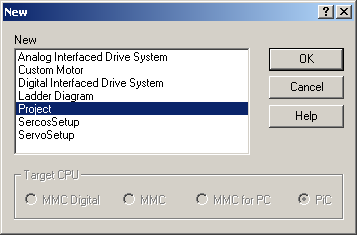 New
New
Analog Interfaced Drive System
Custom Motor
Digital Interfaced Drive System
Ladder Diagram
Project
SercosSetup
ServoSetup
OK
Cancel
Help
Target CPU
MMC Digital
MMC
MMC for PC
PiC